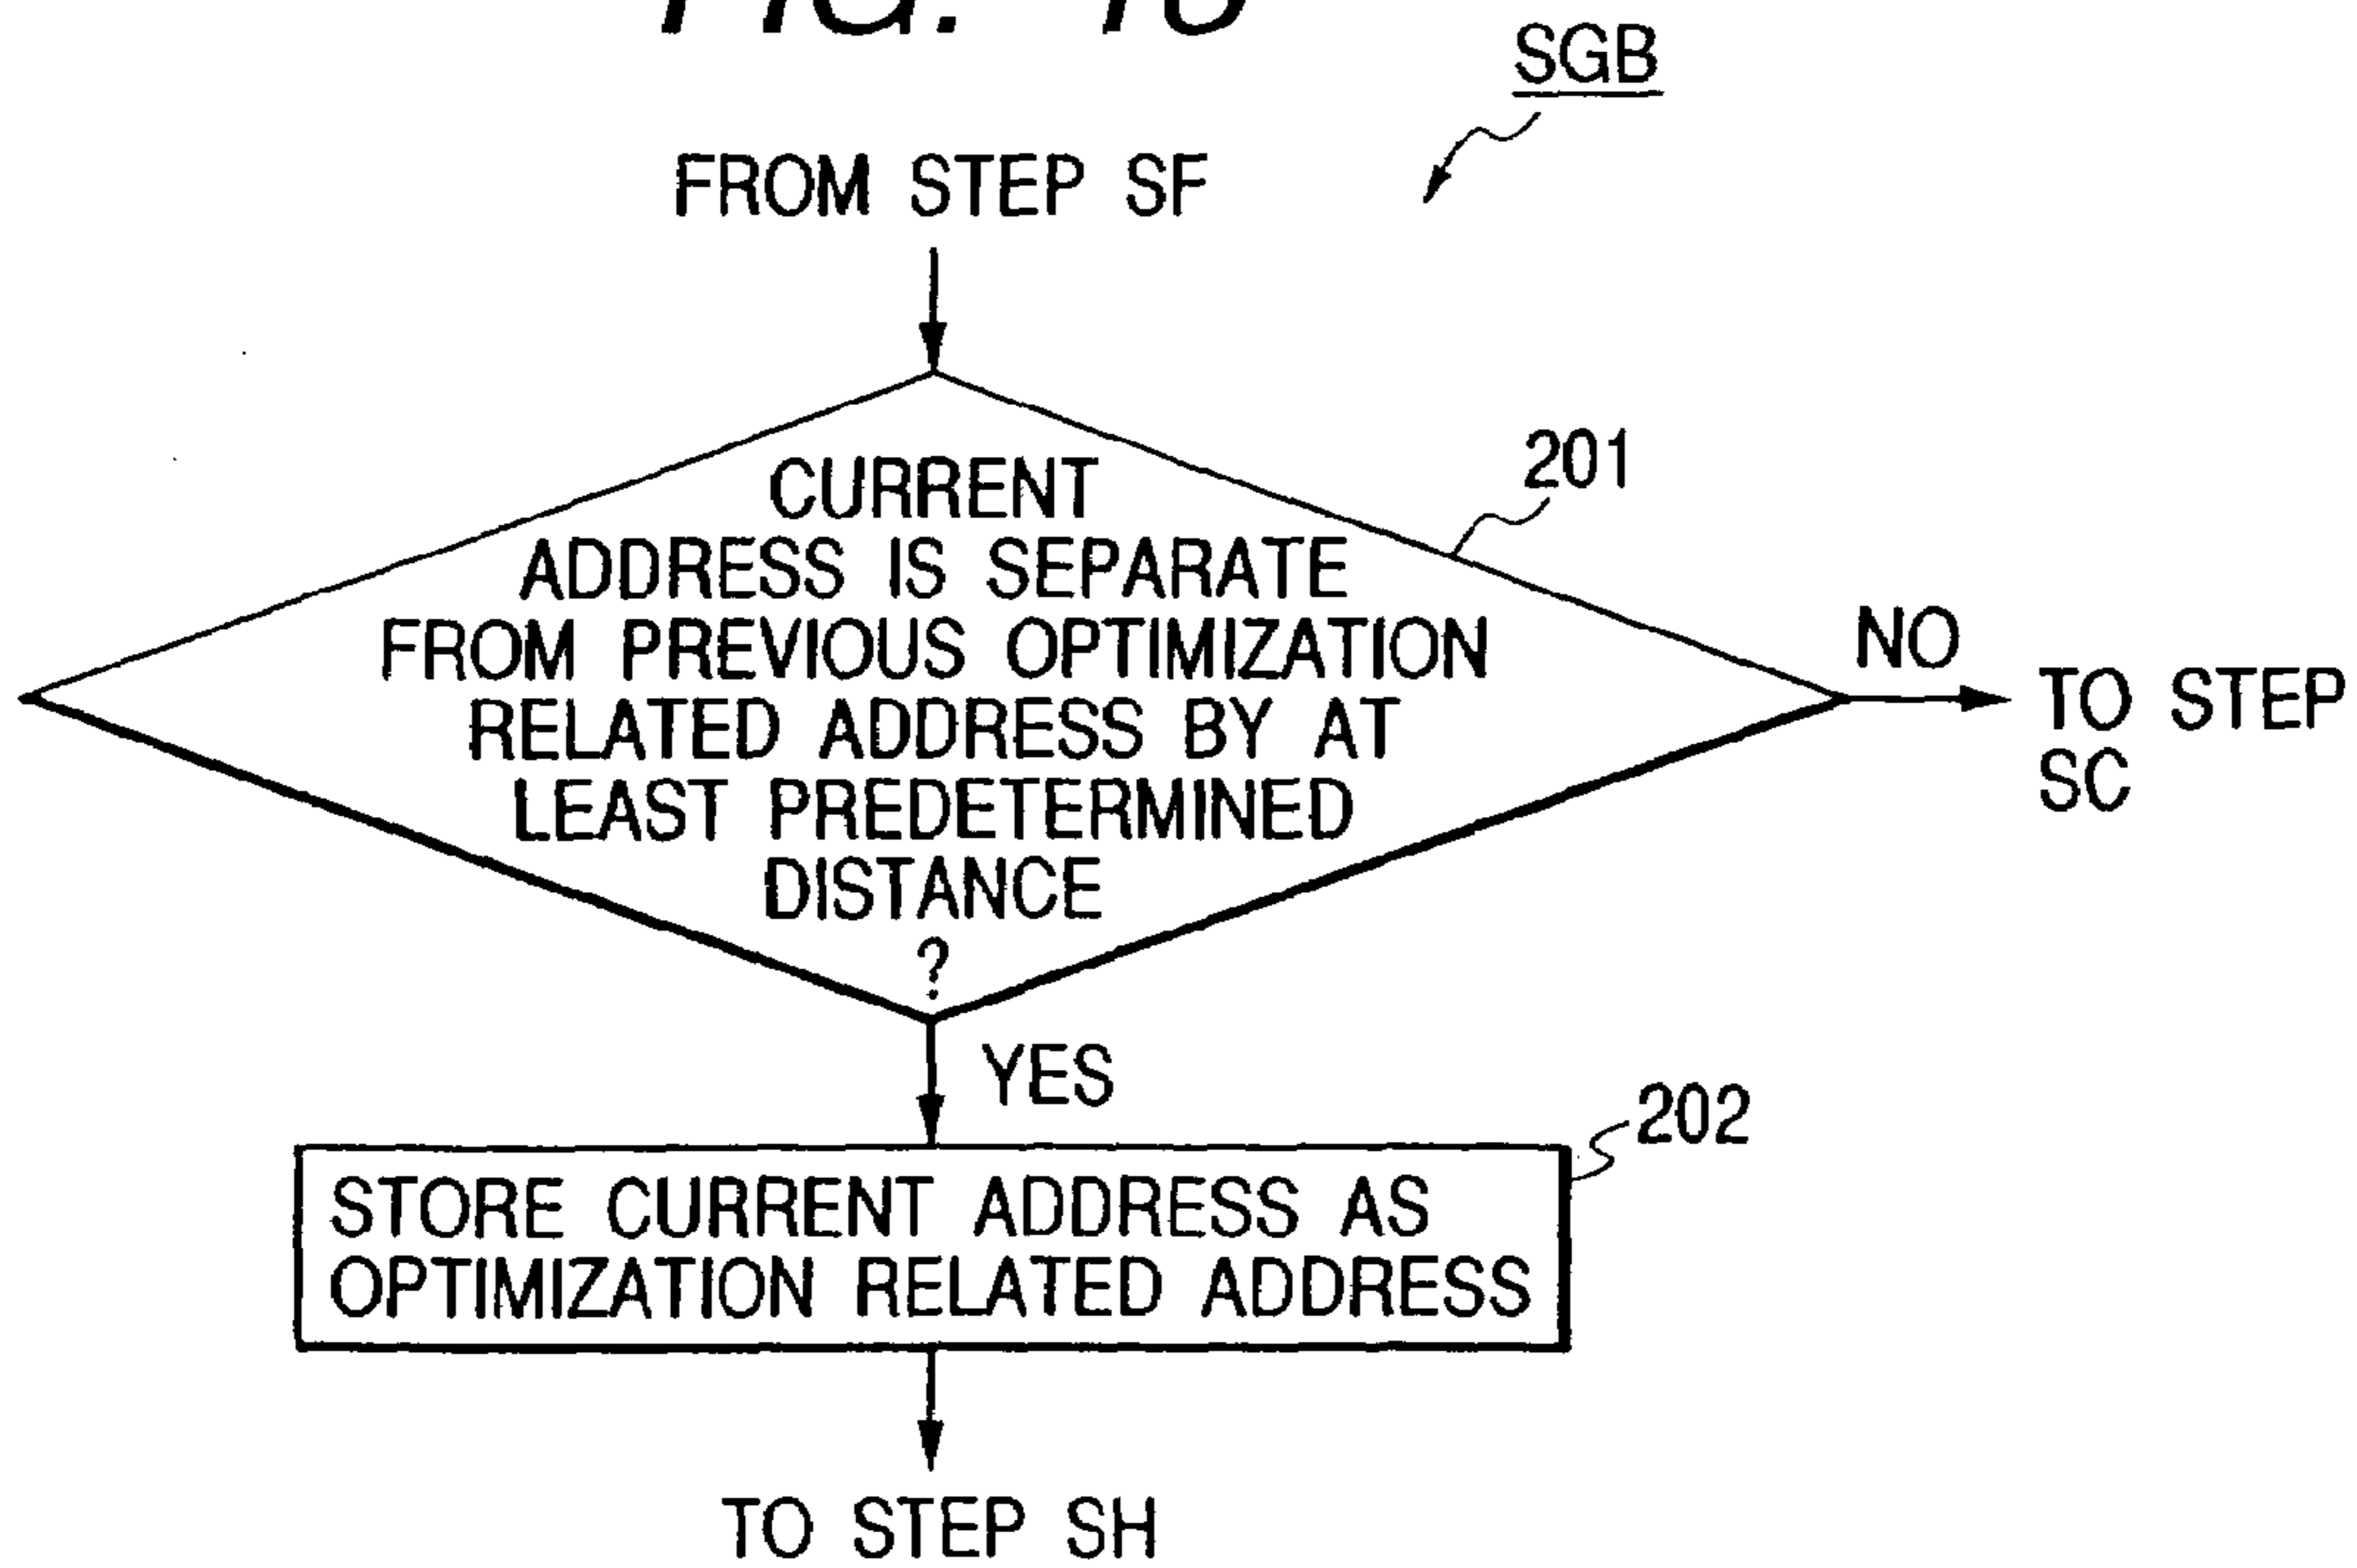 FIG.
SGB
FROM STEP SF
CURRENT
ADDRESS IS SEPARATE
FROM PREVIOUS OPTIMIZATION
RELATED ADDRESS BY AT
LEAST PREDETERMINED
DISTANCE
?
201
NO
TO STEP
SC
YES
202
STORE CURRENT ADDRESS AS
OPTIMIZATION RELATED ADDRESS
TO STEP SH